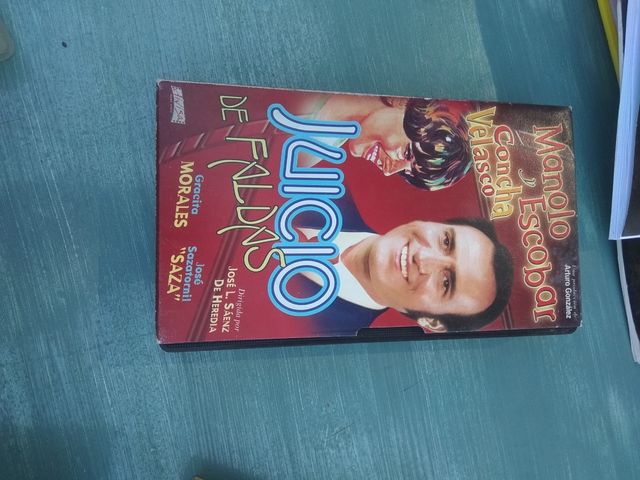 Una producción de
Arturo González
Manolo
y Escobar
Concha
Velasco
JUICIO
DE FALDAS
Dirigida por
JOSÉ L. SÁENZ
DE HEREDIA
Gracita
MORALES
José
Sazatornil
"SAZA"